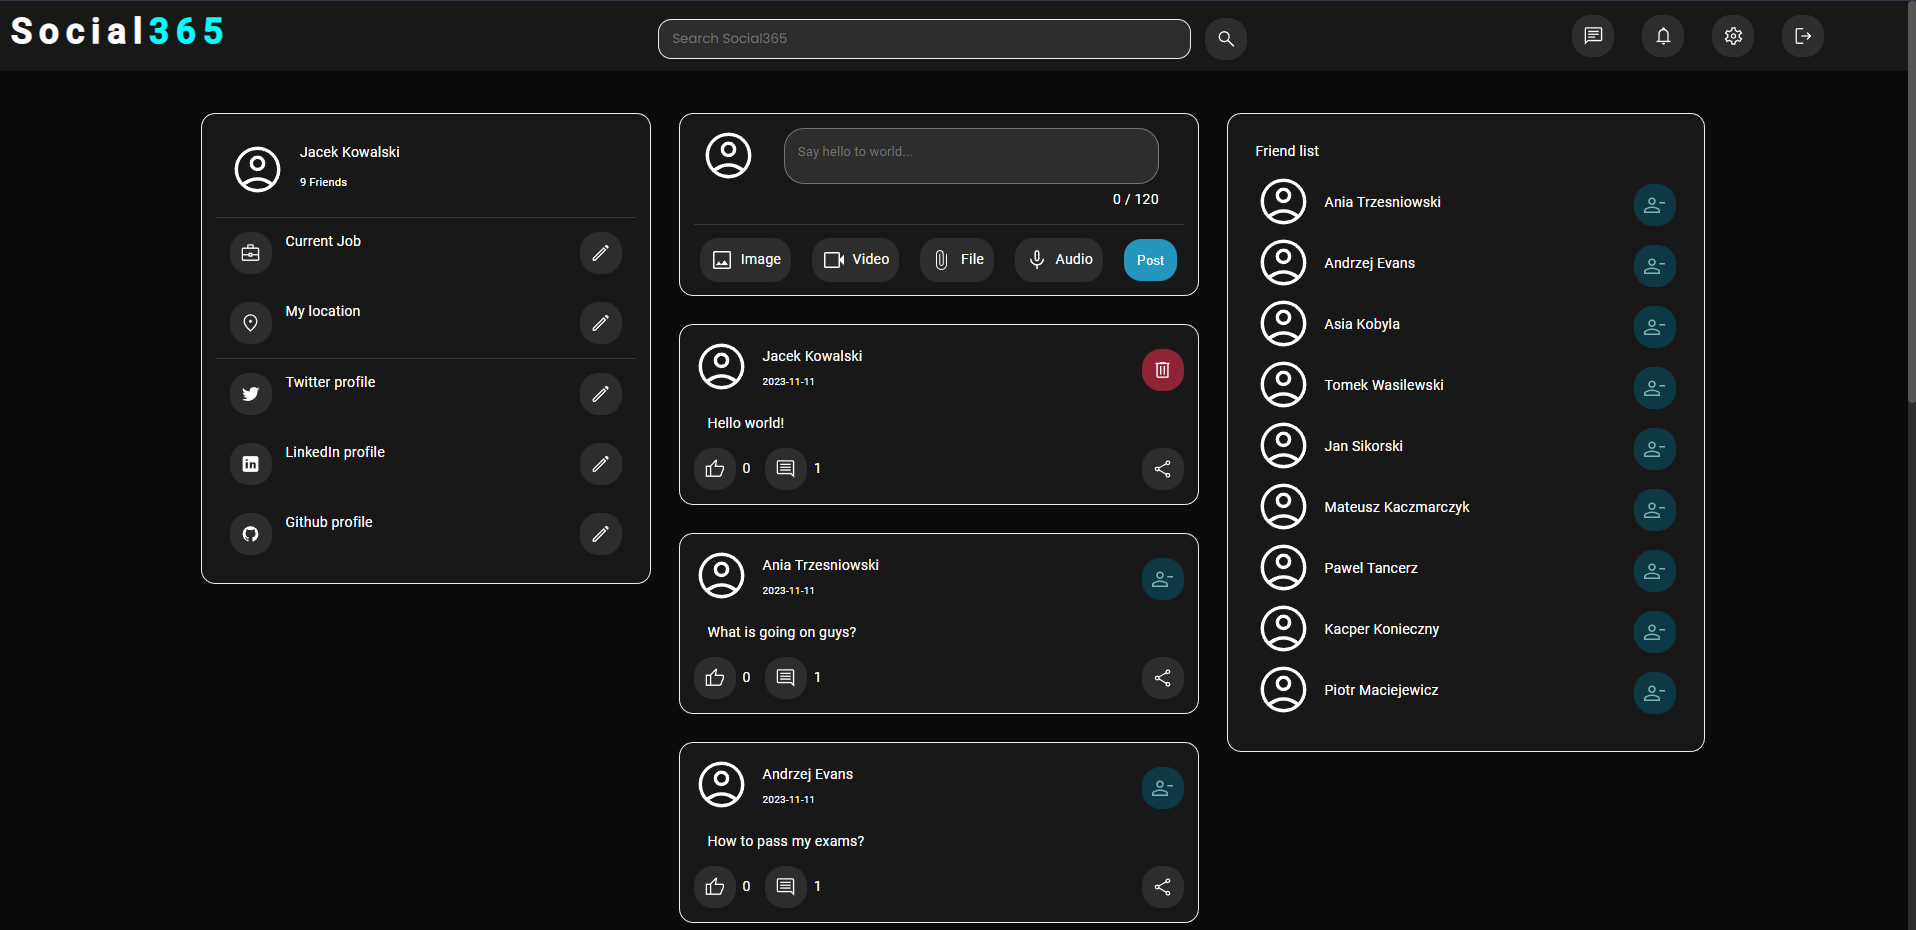 Social365
Search Social365
Jacek Kowalski
9 Friends
Current Job
My location
Twitter profile
LinkedIn profile
Github profile
Say hello to world...
0 / 120
Image Video File Audio Post
Jacek Kowalski
2023-11-11
Hello world!
0 1
Ania Trzesniowski
2023-11-11
What is going on guys?
0 1
Andrzej Evans
2023-11-11
How to pass my exams?
0 1
Friend list
Ania Trzesniowski
Andrzej Evans
Asia Kobyla
Tomek Wasilewski
Jan Sikorski
Mateusz Kaczmarczyk
Pawel Tancerz
Kacper Konieczny
Piotr Maciejewicz